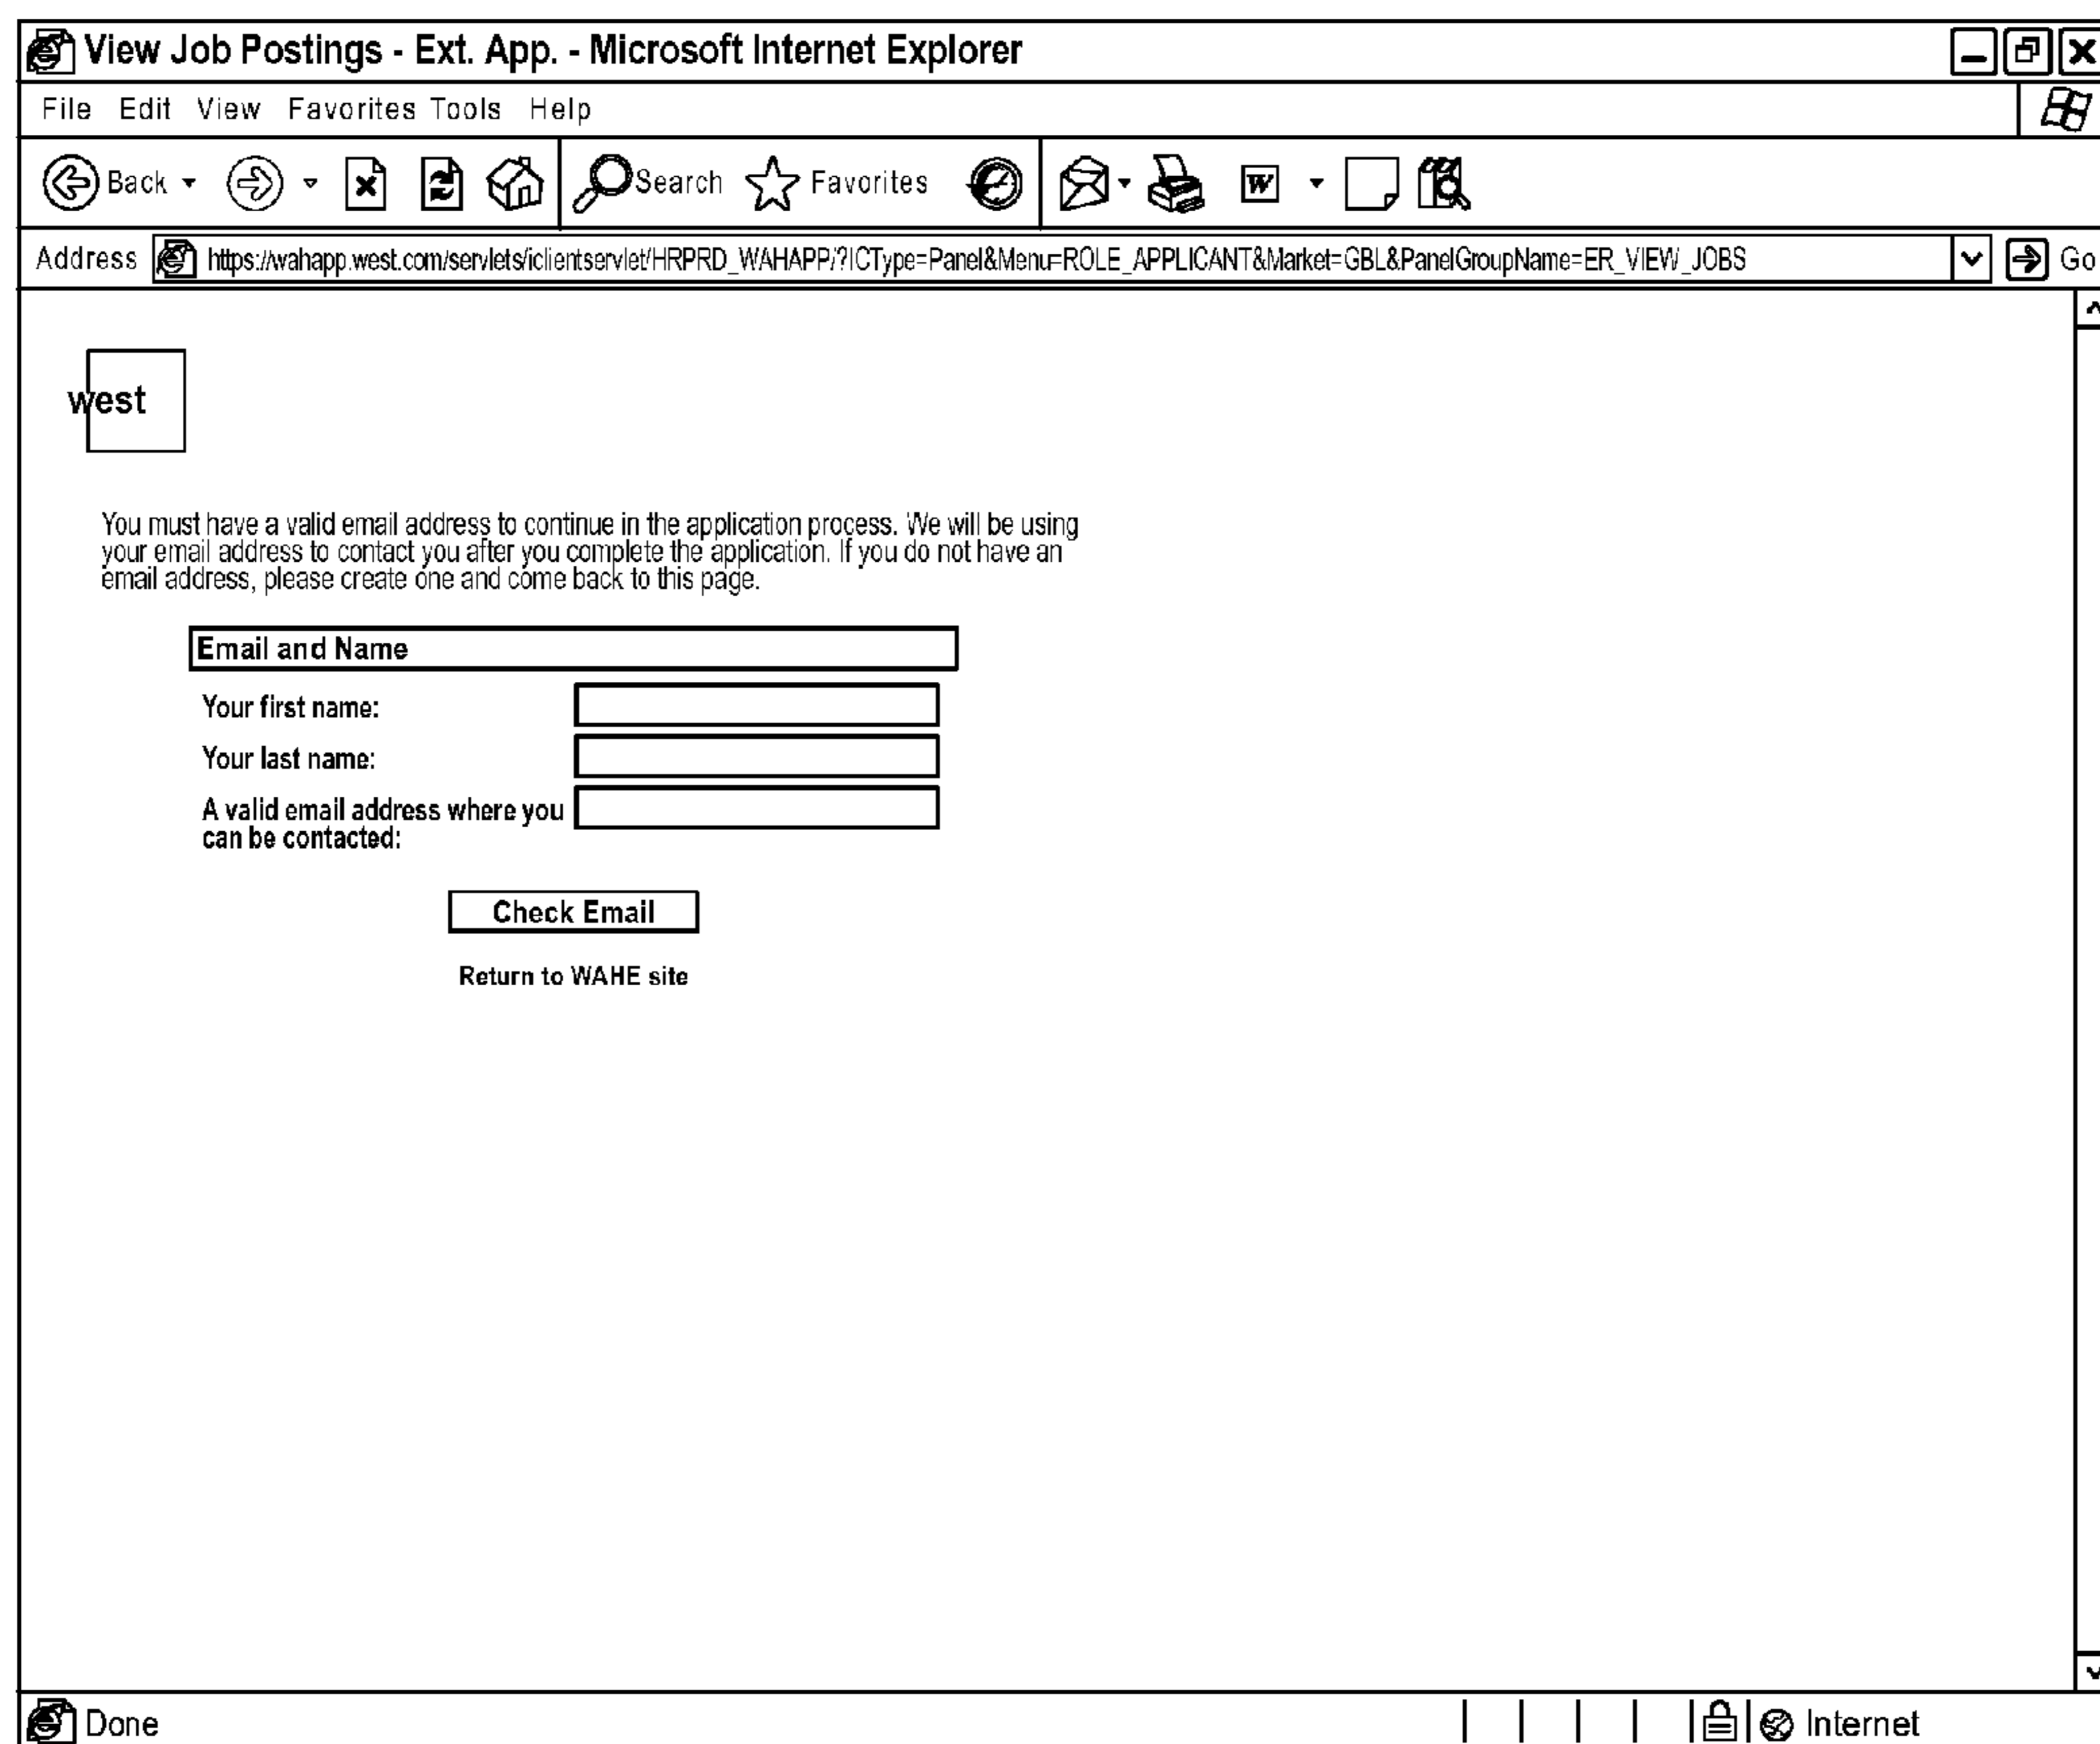 View Job Postings - Ext. App. - Microsoft Internet Explorer
File Edit View Favorites Tools Help
Back Search Favorites W
Address https://wahapp.west.com/servlets/iclientservlet/HRPRD_WAHAPP/?ICType=Panel&Menu=ROLE_APPLICANT&Market=GBL&PanelGroupName=ER_VIEW_JOBS Go
west
You must have a valid email address to continue in the application process. We will be using
your email address to contact you after you complete the application. If you do not have an
email address, please create one and come back to this page.
Email and Name
Your first name:
Your last name:
A valid email address where you
can be contacted:
Check Email
Return to WAHE site
Done Internet